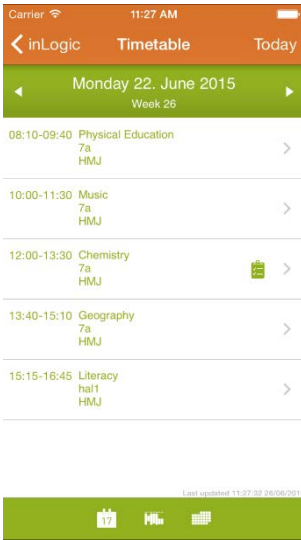 Carrier 11:27 AM
inLogic Timetable Today
Monday 22. June 2015
Week 26
08:10-09:40 Physical Education
7a
HMJ
10:00-11:30 Music
7a
HMJ
12:00-13:30 Chemistry
7a
HMJ
13:40-15:10 Geography
7a
HMJ
15:15-16:45 Literacy
hal1
HMJ
Last updated 11:37:32 26/06/201
17